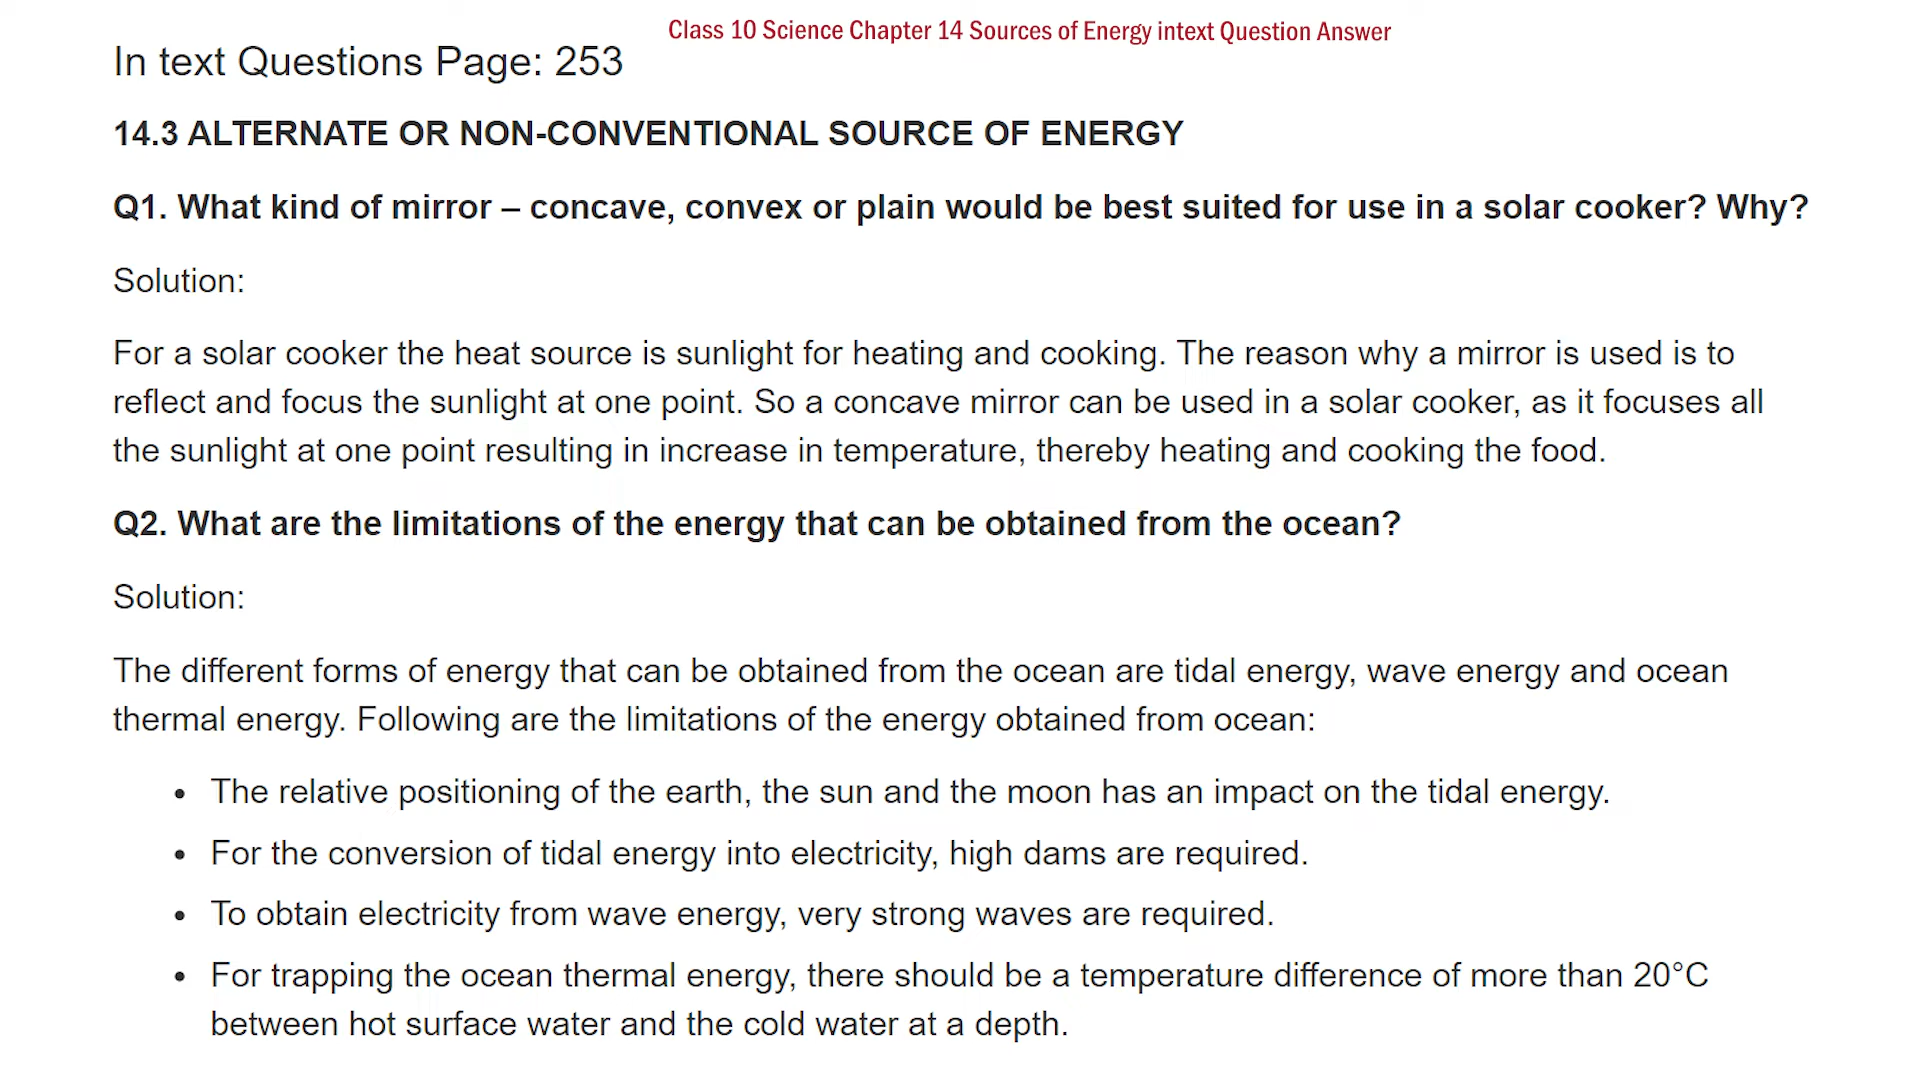 Class 10 Science Chapter 14 Sources of Energy intext Question Answer
In text Questions Page: 253
14.3 ALTERNATE OR NON-CONVENTIONAL SOURCE OF ENERGY
Q1. What kind of mirror – concave, convex or plain would be best suited for use in a solar cooker? Why?
Solution:
For a solar cooker the heat source is sunlight for heating and cooking. The reason why a mirror is used is to
reflect and focus the sunlight at one point. So a concave mirror can be used in a solar cooker, as it focuses all
the sunlight at one point resulting in increase in temperature, thereby heating and cooking the food.
Q2. What are the limitations of the energy that can be obtained from the ocean?
Solution:
The different forms of energy that can be obtained from the ocean are tidal energy, wave energy and ocean
thermal energy. Following are the limitations of the energy obtained from ocean:
• The relative positioning of the earth, the sun and the moon has an impact on the tidal energy.
• For the conversion of tidal energy into electricity, high dams are required.
• To obtain electricity from wave energy, very strong waves are required.
• For trapping the ocean thermal energy, there should be a temperature difference of more than 20°C
between hot surface water and the cold water at a depth.